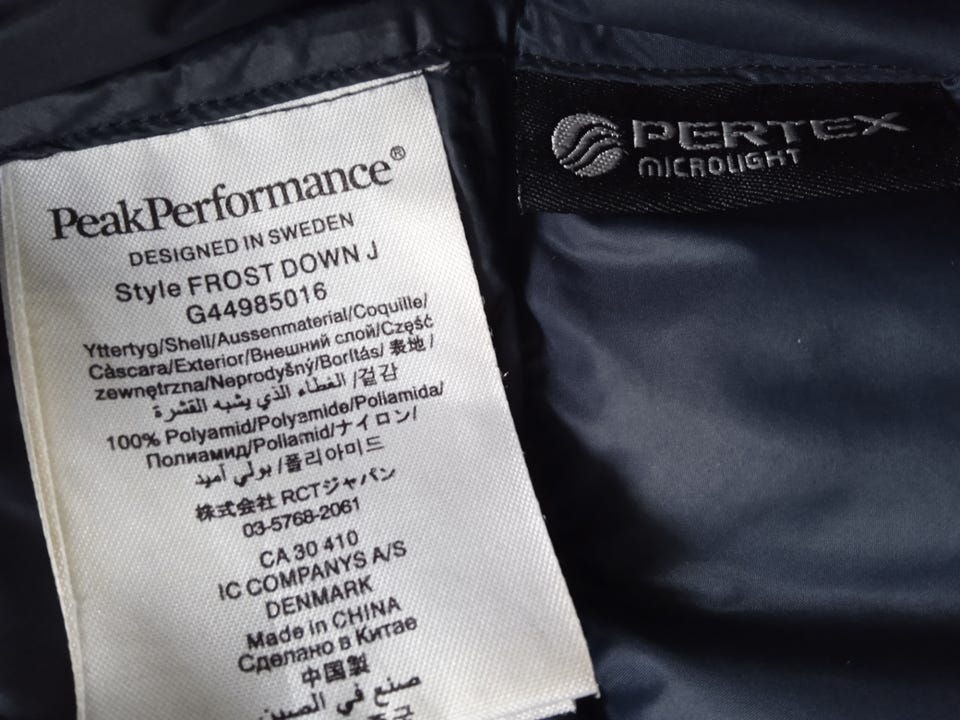 PeakPerformance®
DESIGNED IN SWEDEN
Style FROST DOWN J
G44985016
Yttertyg/Shell/Aussenmaterial/Coquille/
Càscara/Exterior/Внешний слой/Część
zewnętrzna/Neprodyšný/Borítás/ 表地 /
الغطاء الذي يشبه القشرة /겉감
100% Polyamid/Polyamide/Poliamida/
Полиамид/Poliamid/ナイロン/
بولي أميد /폴리아미드
株式会社 RCTジャパン
03-5768-2061
CA 30 410
IC COMPANYS A/S
DENMARK
Made in CHINA
Сделано в Китае
中国製
صنع في الصين
PERTEX
MICROLIGHT